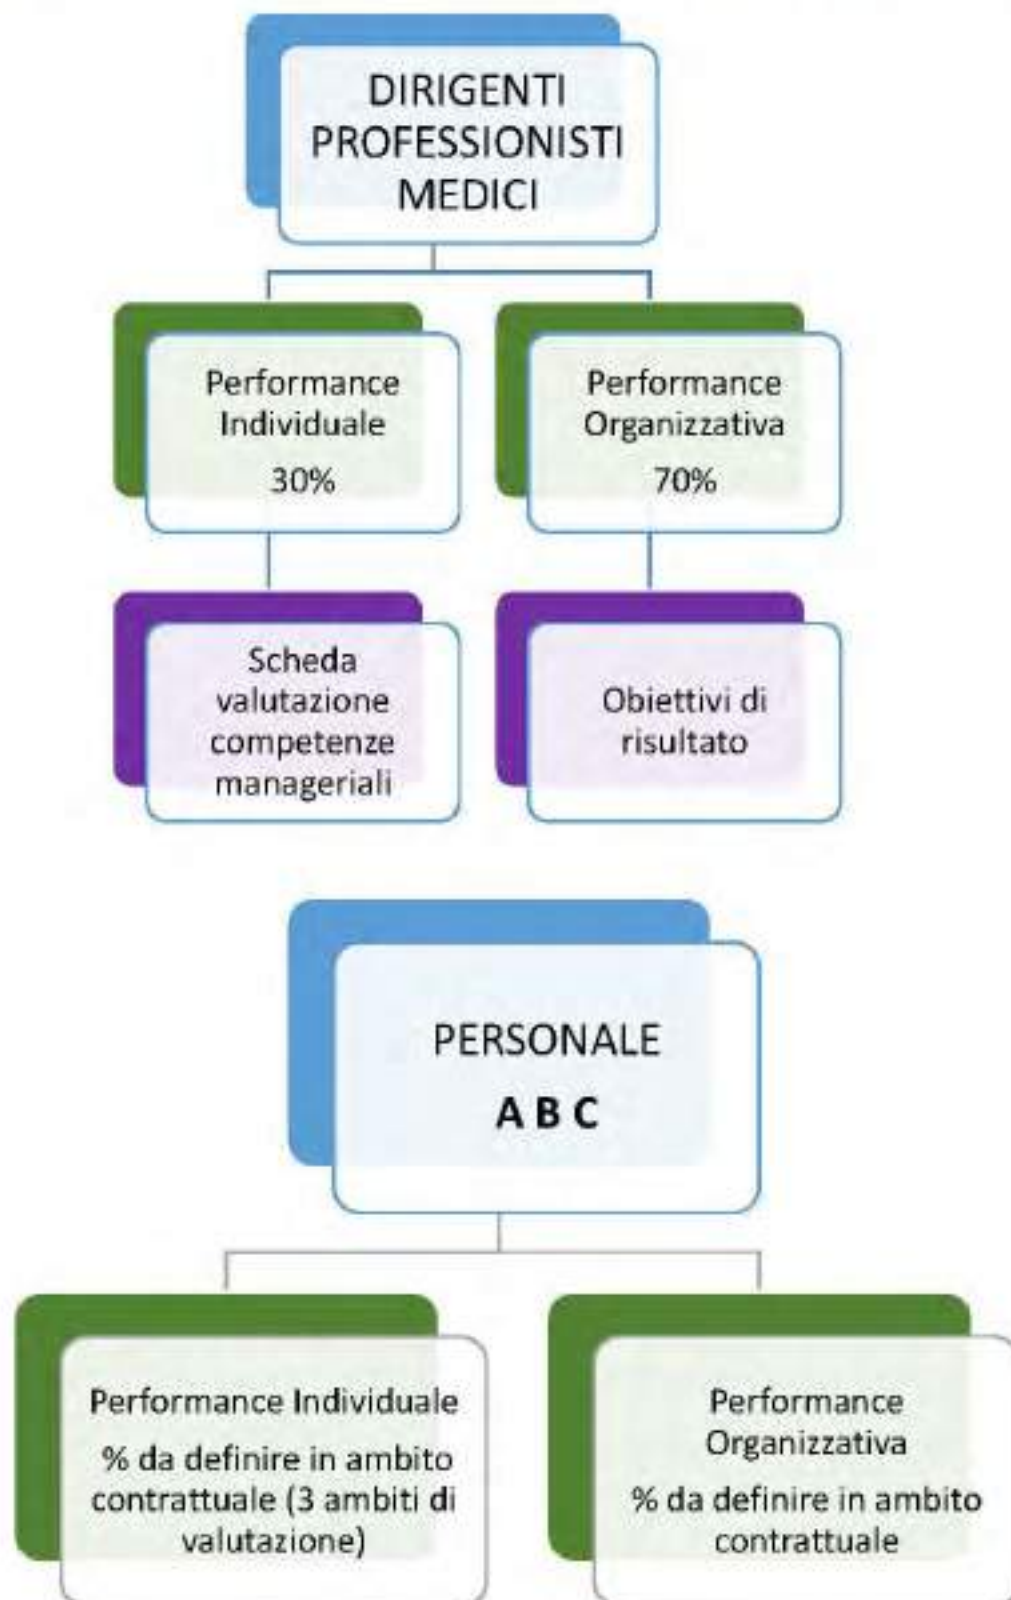 DIRIGENTI
PROFESSIONISTI
MEDICI
Performance
Individuale
30%
Performance
Organizzativa
70%
Scheda
valutazione
competenze
manageriali
Obiettivi di
risultato
PERSONALE
A B C
Performance Individuale
% da definire in ambito
contrattuale (3 ambiti di
valutazione)
Performance
Organizzativa
% da definire in ambito
contrattuale